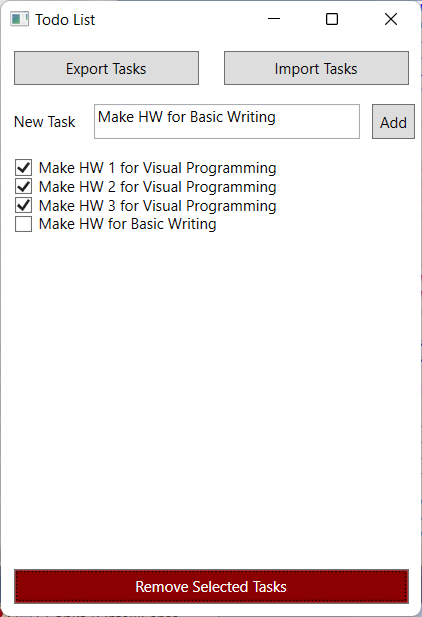 Todo List
Export Tasks Import Tasks
New Task Make HW for Basic Writing Add
Make HW 1 for Visual Programming
Make HW 2 for Visual Programming
Make HW 3 for Visual Programming
Make HW for Basic Writing
Remove Selected Tasks